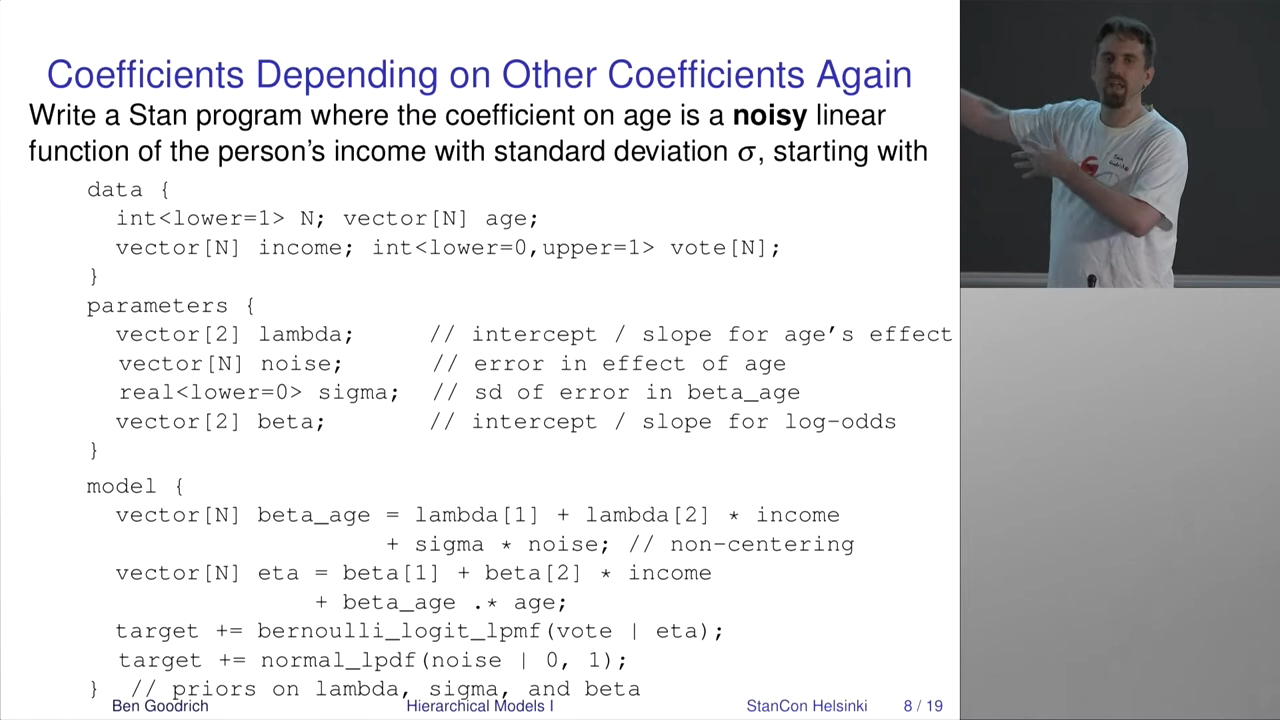 Coefficients Depending on Other Coefficients Again
Write a Stan program where the coefficient on age is a noisy linear
function of the person's income with standard deviation σ, starting with
data {
int<lower=1> N; vector[N] age;
vector[N] income; int<lower=0,upper=1> vote[N];
}
parameters {
vector[2] lambda; // intercept / slope for age's effect
vector[N] noise; // error in effect of age
real<lower=0> sigma; // sd of error in beta_age
vector[2] beta; // intercept / slope for log-odds
}
model {
vector[N] beta_age = lambda[1] + lambda[2] * income
+ sigma * noise; // non-centering
vector[N] eta = beta[1] + beta[2] * income
+ beta_age .* age;
target += bernoulli_logit_lpmf(vote | eta);
target += normal_lpdf(noise | 0, 1);
} // priors on lambda, sigma, and beta
Ben Goodrich Hierarchical Models I StanCon Helsinki 8 / 19